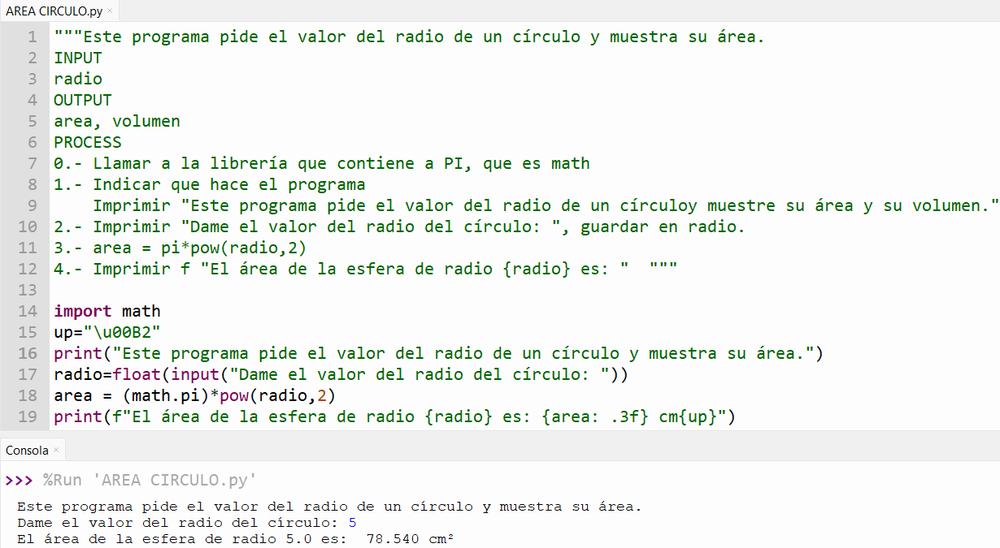 AREA CIRCULO.py ×
1 """Este programa pide el valor del radio de un círculo y muestra su área.
2 INPUT
3 radio
4 OUTPUT
5 area, volumen
6 PROCESS
7 0.- Llamar a la librería que contiene a PI, que es math
8 1.- Indicar que hace el programa
9     Imprimir "Este programa pide el valor del radio de un círculoy muestre su área y su volumen."
10 2.- Imprimir "Dame el valor del radio del círculo: ", guardar en radio.
11 3.- area = pi*pow(radio,2)
12 4.- Imprimir f "El área de la esfera de radio {radio} es: "  """
13
14 import math
15 up="\u00B2"
16 print("Este programa pide el valor del radio de un círculo y muestra su área.")
17 radio=float(input("Dame el valor del radio del círculo: "))
18 area = (math.pi)*pow(radio,2)
19 print(f"El área de la esfera de radio {radio} es: {area: .3f} cm{up}")
Consola ×
>>> %Run 'AREA CIRCULO.py'
Este programa pide el valor del radio de un círculo y muestra su área.
Dame el valor del radio del círculo: 5
El área de la esfera de radio 5.0 es:  78.540 cm²